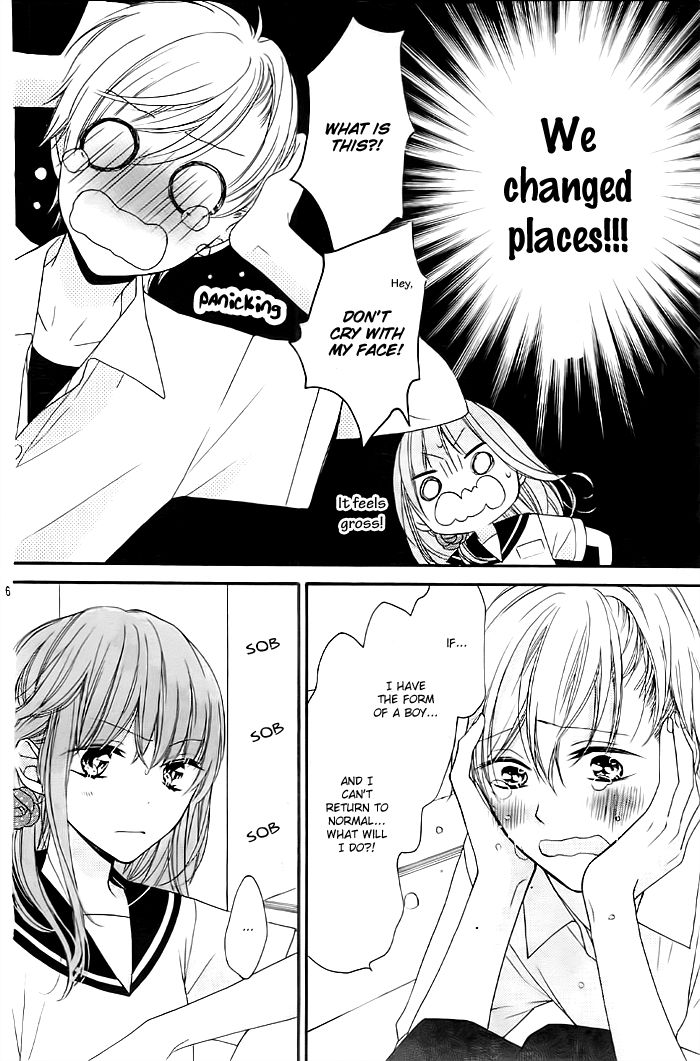 We
changed
places!!!
WHAT IS
THIS?!
Hey,
DON'T
CRY WITH
MY FACE!
PANICKING
It feels
gross!
6
IF...
I HAVE
THE FORM
OF A BOY...
AND I
CAN'T
RETURN TO
NORMAL...
WHAT WILL
I DO?!
SOB
SOB
SOB
...